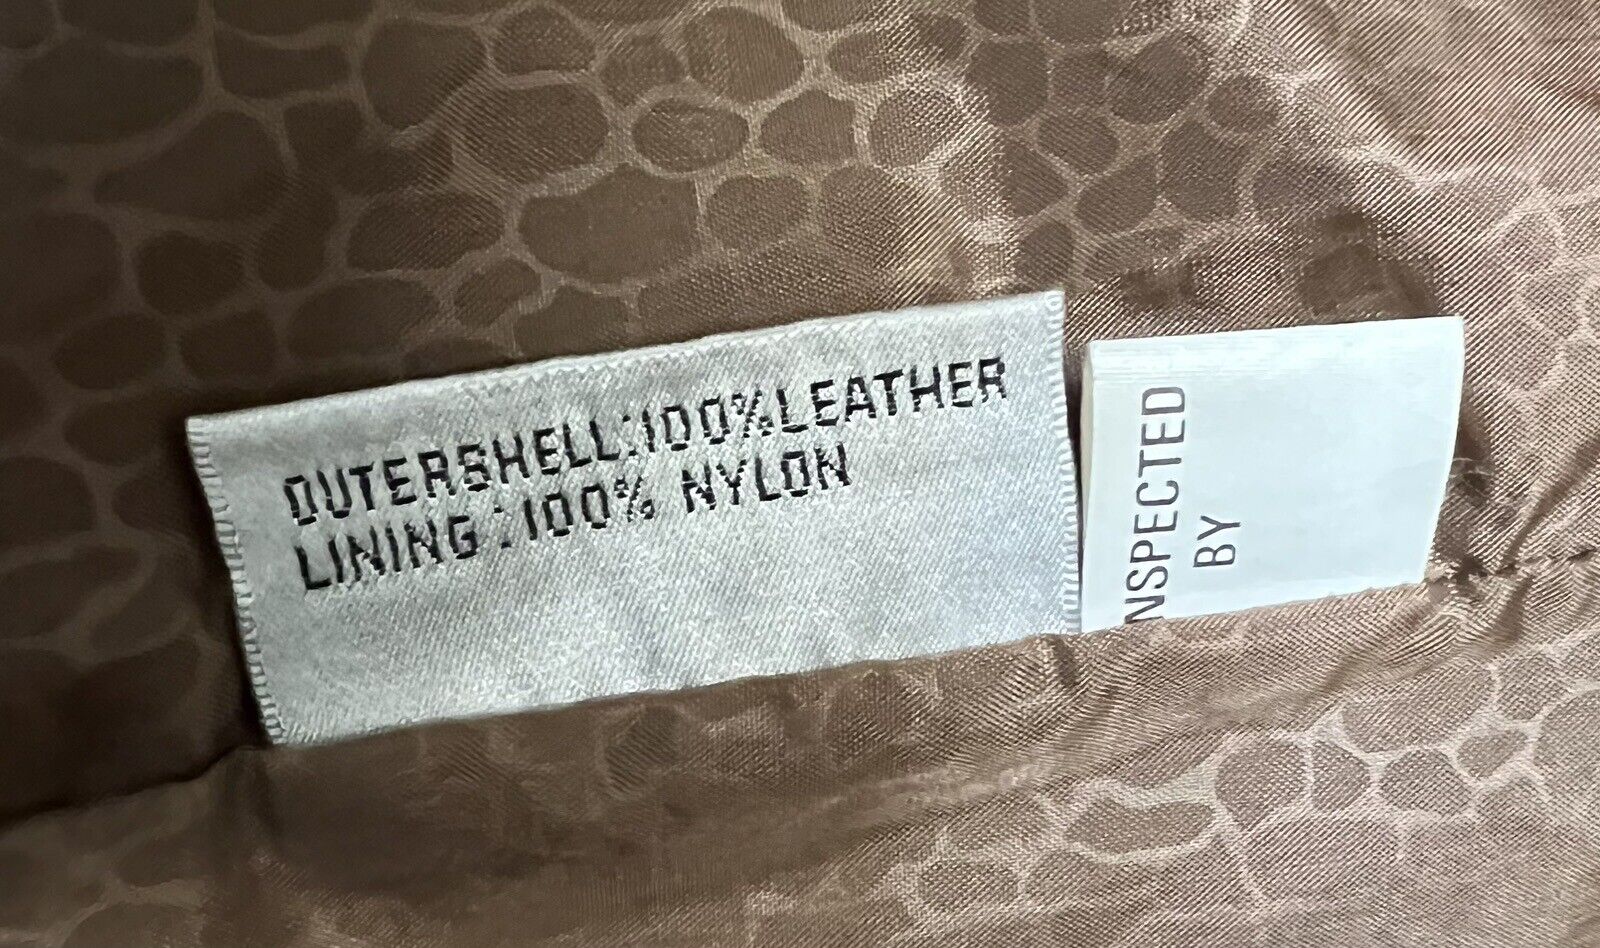 OUTERSHELL:100%LEATHER
LINING:100% NYLON
NSPECTED
BY